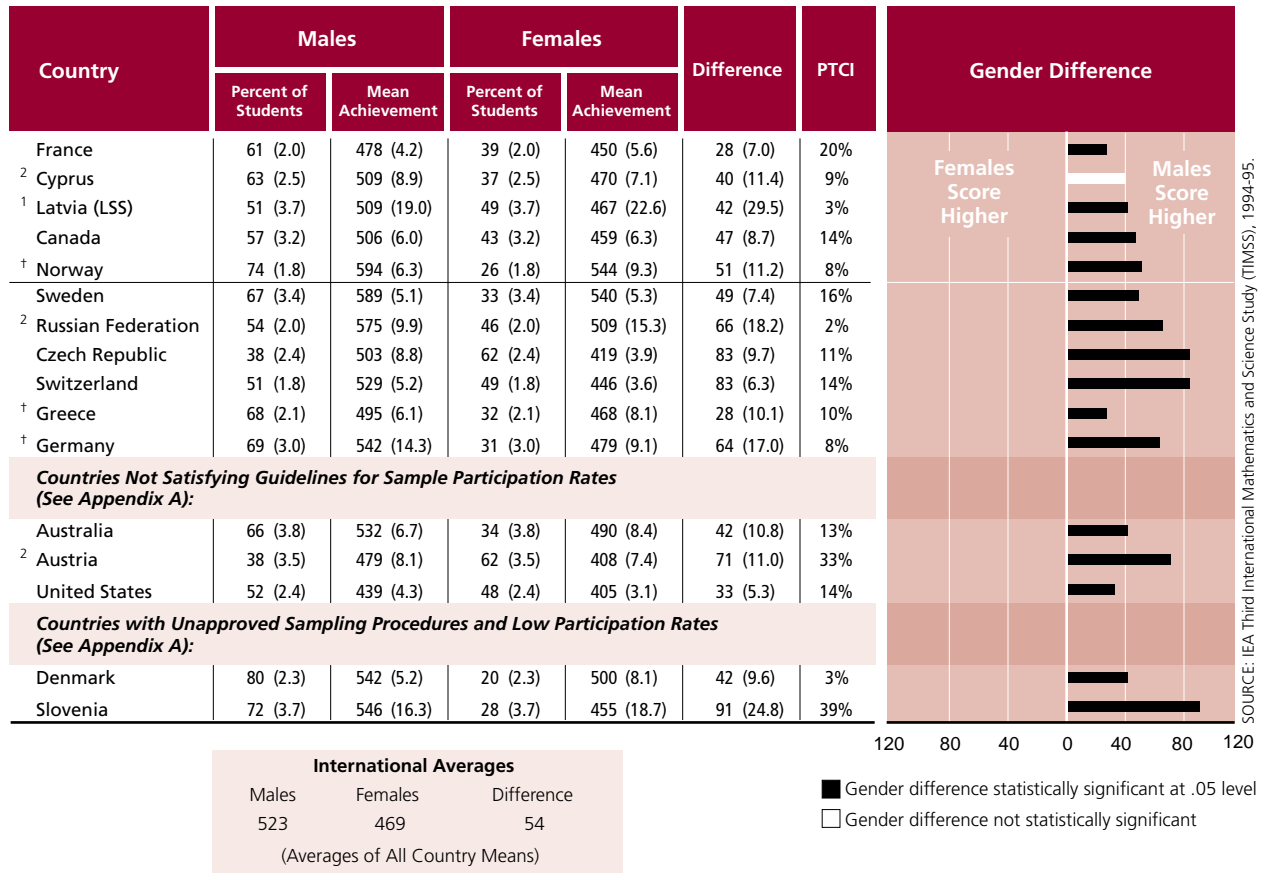 Country
Males
Females
Difference
PTCI
Gender Difference
Percent of Students
Mean Achievement
Percent of Students
Mean Achievement
France 61 (2.0) 478 (4.2) 39 (2.0) 450 (5.6) 28 (7.0) 20%
2 Cyprus 63 (2.5) 509 (8.9) 37 (2.5) 470 (7.1) 40 (11.4) 9%
1 Latvia (LSS) 51 (3.7) 509 (19.0) 49 (3.7) 467 (22.6) 42 (29.5) 3%
Canada 57 (3.2) 506 (6.0) 43 (3.2) 459 (6.3) 47 (8.7) 14%
† Norway 74 (1.8) 594 (6.3) 26 (1.8) 544 (9.3) 51 (11.2) 8%
Sweden 67 (3.4) 589 (5.1) 33 (3.4) 540 (5.3) 49 (7.4) 16%
2 Russian Federation 54 (2.0) 575 (9.9) 46 (2.0) 509 (15.3) 66 (18.2) 2%
Czech Republic 38 (2.4) 503 (8.8) 62 (2.4) 419 (3.9) 83 (9.7) 11%
Switzerland 51 (1.8) 529 (5.2) 49 (1.8) 446 (3.6) 83 (6.3) 14%
† Greece 68 (2.1) 495 (6.1) 32 (2.1) 468 (8.1) 28 (10.1) 10%
† Germany 69 (3.0) 542 (14.3) 31 (3.0) 479 (9.1) 64 (17.0) 8%
Countries Not Satisfying Guidelines for Sample Participation Rates
(See Appendix A):
Australia 66 (3.8) 532 (6.7) 34 (3.8) 490 (8.4) 42 (10.8) 13%
2 Austria 38 (3.5) 479 (8.1) 62 (3.5) 408 (7.4) 71 (11.0) 33%
United States 52 (2.4) 439 (4.3) 48 (2.4) 405 (3.1) 33 (5.3) 14%
Countries with Unapproved Sampling Procedures and Low Participation Rates
(See Appendix A):
Denmark 80 (2.3) 542 (5.2) 20 (2.3) 500 (8.1) 42 (9.6) 3%
Slovenia 72 (3.7) 546 (16.3) 28 (3.7) 455 (18.7) 91 (24.8) 39%
Females
Score
Higher
Males
Score
Higher
120 80 40 0 40 80 120
SOURCE: IEA Third International Mathematics and Science Study (TIMSS), 1994-95.
International Averages
Males Females Difference
523 469 54
(Averages of All Country Means)
Gender difference statistically significant at .05 level
Gender difference not statistically significant